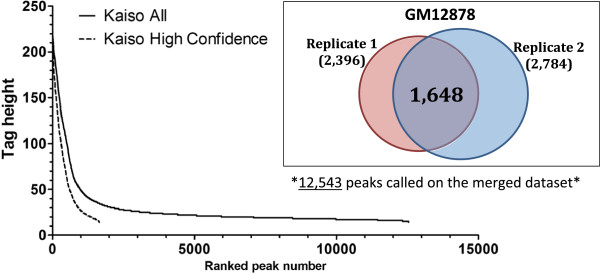 Kaiso All
Kaiso High Confidence
Tag height
250
200
150
100
50
0
0
5000
10000
15000
Ranked peak number
GM12878
Replicate 1
(2,396)
Replicate 2
(2,784)
1,648
*12,543 peaks called on the merged dataset*